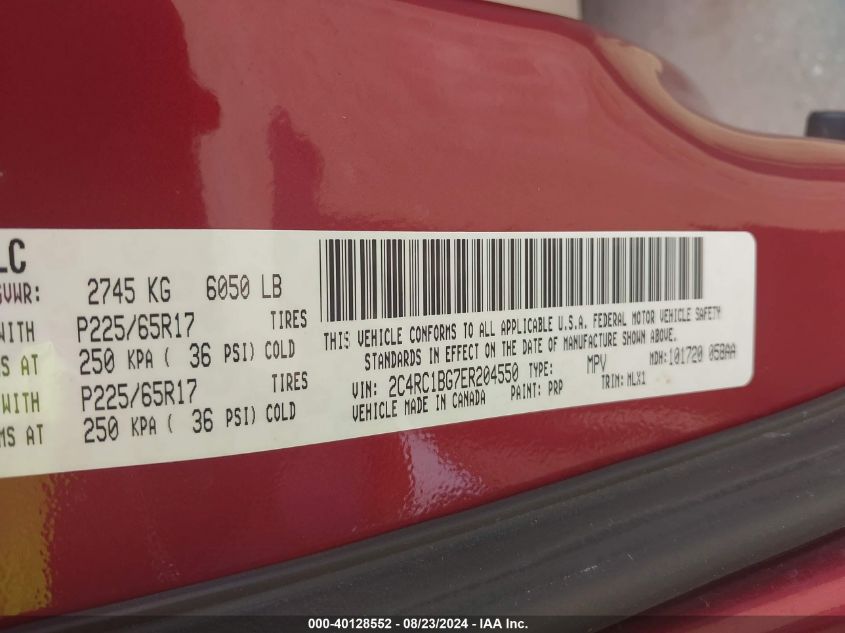 LC
GVWR: 2745 KG 6050 LB
WITH P225/65R17 TIRES
MS AT 250 KPA ( 36 PSI) COLD
WITH P225/65R17 TIRES
MS AT 250 KPA ( 36 PSI) COLD
THIS VEHICLE CONFORMS TO ALL APPLICABLE U.S.A. FEDERAL MOTOR VEHICLE SAFETY
STANDARDS IN EFFECT ON THE DATE OF MANUFACTURE SHOWN ABOVE.
VIN: 2C4RC1BG7ER204550 TYPE: MPV MDH: 101720 05BAA
VEHICLE MADE IN CANADA PAINT: PRP TRIM: MLX1
000-40128552 | 08/23/2024 | IAA Inc.